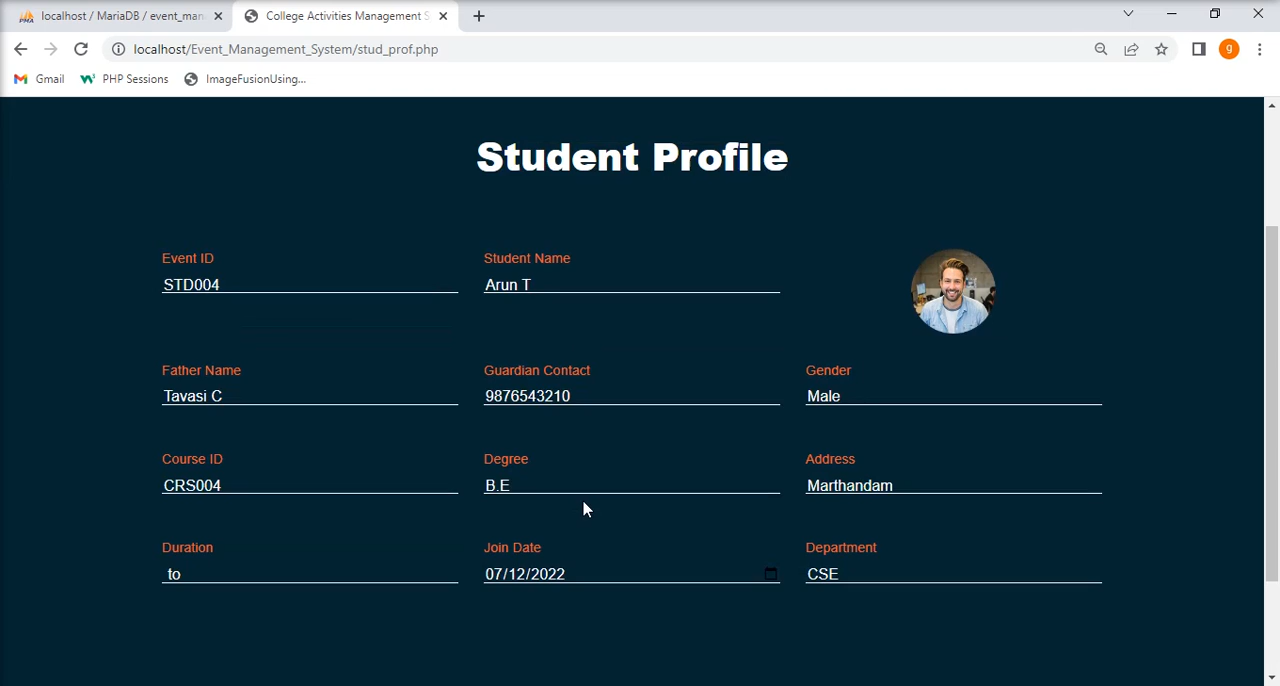 localhost / MariaDB / event_man
College Activities Management S
localhost/Event_Management_System/stud_prof.php
g
Gmail
PHP Sessions
ImageFusionUsing...
Student Profile
Event ID
Student Name
STD004
Arun T
Father Name
Guardian Contact
Gender
Tavasi C
9876543210
Male
Course ID
Degree
Address
CRS004
B.E
Marthandam
Duration
Join Date
Department
to
07/12/2022
CSE